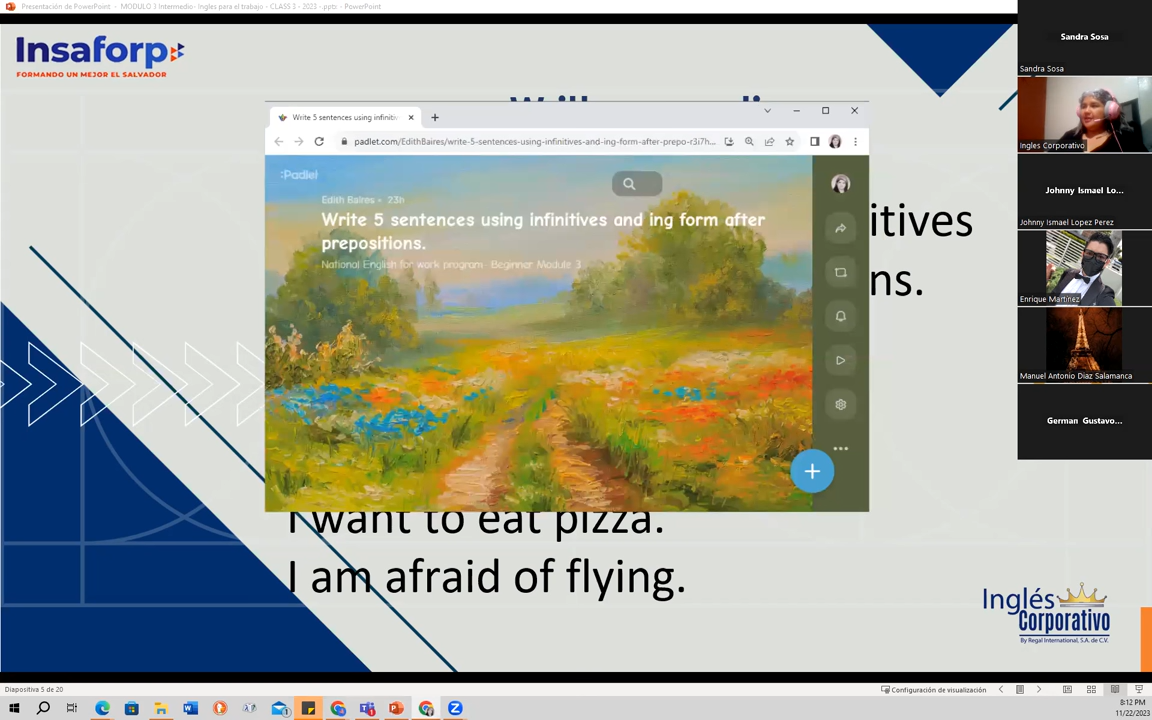 Presentación de PowerPoint - MODULO 3 Intermedio- Ingles para el trabajo - CLASS 3 - 2023 -.pptx - PowerPoint
Insaforp
FORMANDO UN MEJOR EL SALVADOR
Write 5 sentences using infinitiv
padlet.com/EdithBaires/write-5-sentences-using-infinitives-and-ing-form-after-prepo-r3i7h...
:Padlet
Edith Baires • 23h
Write 5 sentences using infinitives and ing form after
prepositions.
National English for work program- Beginner Module 3
itives
ns.
I want to eat pizza.
I am afraid of flying.
Inglés
Corporativo
By Regal International, S.A. de C.V.
Sandra Sosa
Sandra Sosa
Ingles Corporativo
Johnny Ismael Lo...
Johnny Ismael Lopez Perez
Enrique Martinez
Manuel Antonio Diaz Salamanca
German Gustavo...
Diapositiva 5 de 20
Configuración de visualización
8:12 PM
11/22/2023